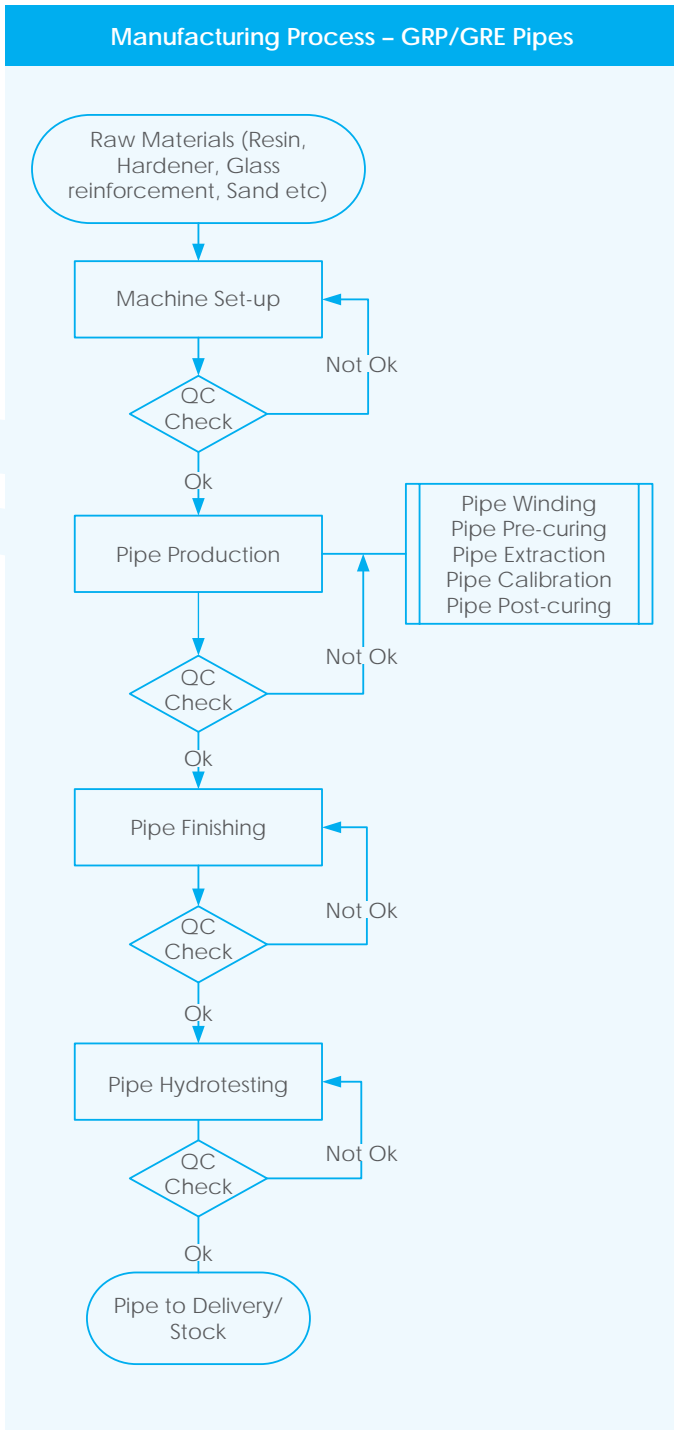 Manufacturing Process – GRP/GRE Pipes
Raw Materials (Resin,
Hardener, Glass
reinforcement, Sand etc)
Machine Set-up
Not Ok
QC
Check
Ok
Pipe Production
Pipe Winding
Pipe Pre-curing
Pipe Extraction
Pipe Calibration
Pipe Post-curing
Not Ok
QC
Check
Ok
Pipe Finishing
Not Ok
QC
Check
Ok
Pipe Hydrotesting
Not Ok
QC
Check
Ok
Pipe to Delivery/
Stock